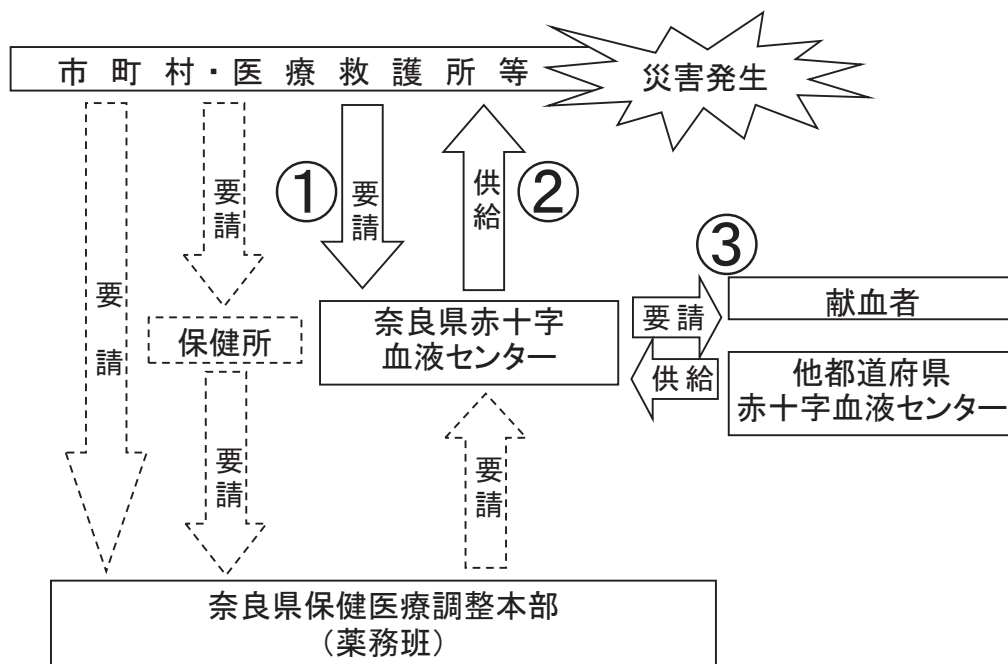 市町村・医療救護所等
災害発生
要請
要請
①
要請
供給
②
③
要請
供給
献血者
他都道府県
赤十字血液センター
保健所
奈良県赤十字
血液センター
要請
要請
奈良県保健医療調整本部
（薬務班）